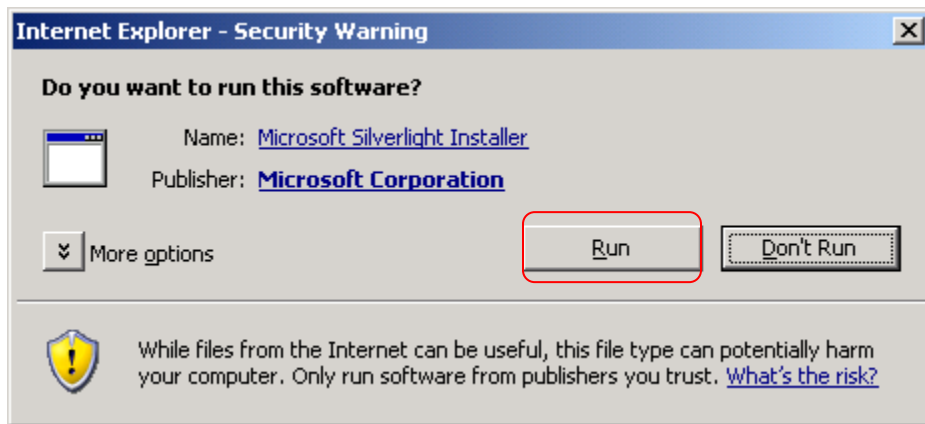 Internet Explorer - Security Warning
Do you want to run this software?
Name: Microsoft Silverlight Installer
Publisher: Microsoft Corporation
More options
Run
Don't Run
While files from the Internet can be useful, this file type can potentially harm
your computer. Only run software from publishers you trust. What's the risk?